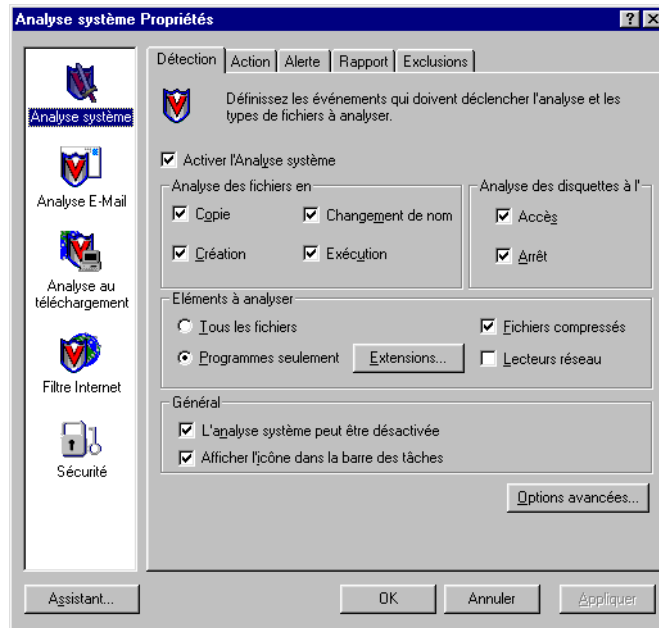 Analyse système Propriétés
Analyse système
Analyse E-Mail
Analyse au
téléchargement
Filtre Internet
Sécurité
Détection
Action
Alerte
Rapport
Exclusions
Définissez les événements qui doivent déclencher l'analyse et les
types de fichiers à analyser.
Activer l'Analyse système
Analyse des fichiers en
Copie
Changement de nom
Création
Exécution
Analyse des disquettes à l'
Accès
Arrêt
Eléments à analyser
Tous les fichiers
Programmes seulement
Extensions...
Fichiers compressés
Lecteurs réseau
Général
L'analyse système peut être désactivée
Afficher l'icône dans la barre des tâches
Options avancées...
Assistant...
OK
Annuler
Appliquer